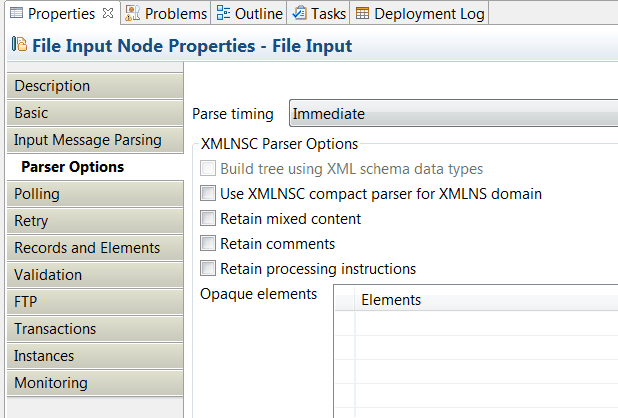 Properties Problems Outline Tasks Deployment Log
File Input Node Properties - File Input
Description
Basic
Input Message Parsing
Parser Options
Polling
Retry
Records and Elements
Validation
FTP
Transactions
Instances
Monitoring
Parse timing Immediate
XMLNSC Parser Options
Build tree using XML schema data types
Use XMLNSC compact parser for XMLNS domain
Retain mixed content
Retain comments
Retain processing instructions
Opaque elements
Elements